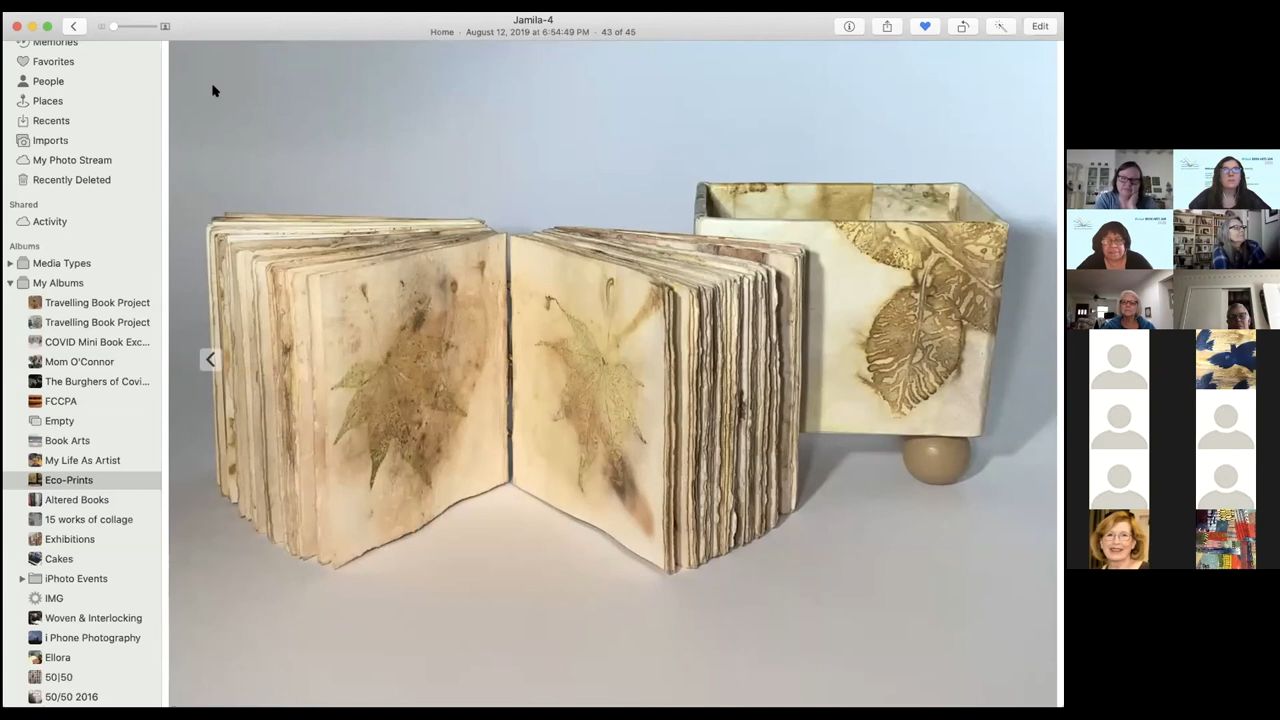 Jamila-4
Home · August 12, 2019 at 6:54:49 PM · 43 of 45
Edit
Memories
Favorites
People
Places
Recents
Imports
My Photo Stream
Recently Deleted
Shared
Activity
Albums
Media Types
My Albums
Travelling Book Project
Travelling Book Project
COVID Mini Book Exc...
Mom O'Connor
The Burghers of Covi...
FCCPA
Empty
Book Arts
My Life As Artist
Eco-Prints
Altered Books
15 works of collage
Exhibitions
Cakes
iPhoto Events
IMG
Woven & Interlocking
i Phone Photography
Ellora
50|50
50/50 2016